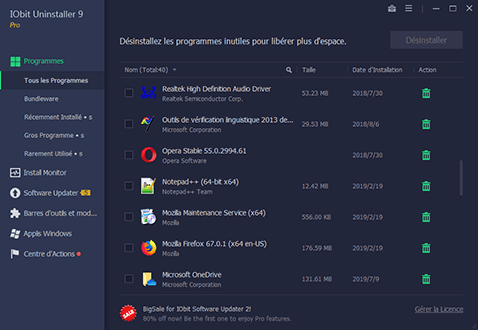 IObit Uninstaller 9
Pro
Désinstallez les programmes inutiles pour libérer plus d'espace.
Désinstaller
Programmes
Tous les Programmes
Bundleware
Récemment Installé • s
Gros Programme • s
Rarement Utilisé • s
Install Monitor
Software Updater 5
Barres d'outils et mod...
Applis Windows
Centre d'Actions
Nom (Total:40) Taille Date d'Installation Action
Realtek High Definition Audio Driver
Realtek Semiconductor Corp.
53.23 MB 2018/7/30
Outils de vérification linguistique 2013 de...
Microsoft Corporation
29.53 MB 2018/8/6
Opera Stable 55.0.2994.61
Opera Software
2018/7/30
Notepad++ (64-bit x64)
Notepad++ Team
12.42 MB 2019/2/19
Mozilla Maintenance Service (x64)
Mozilla
556.00 KB 2019/2/19
Mozilla Firefox 67.0.1 (x64 en-US)
Mozilla
176.59 MB 2019/2/19
Microsoft OneDrive
Microsoft Corporation
131.61 MB 2019/7/9
SALE
BigSale for IObit Software Updater 2!
80% off now! Be the first one to enjoy Pro features.
Gérer la Licence